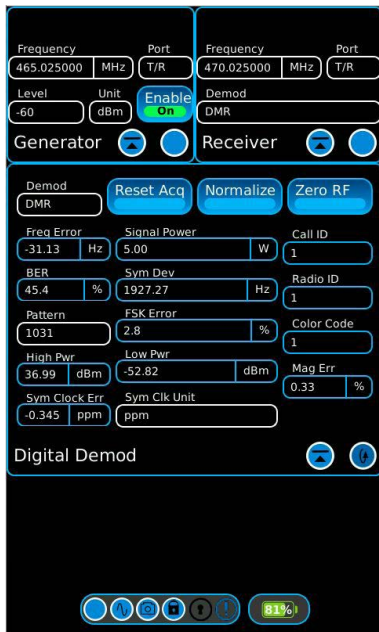 Frequency Port
465.025000 MHz T/R
Level Unit
-60 dBm Enable On
Generator
Frequency Port
470.025000 MHz T/R
Demod
DMR
Receiver
Demod
DMR
Reset Acq Normalize Zero RF
Freq Error Signal Power Call ID
-31.13 Hz 5.00 W 1
BER Sym Dev Radio ID
45.4 % 1927.27 Hz 1
Pattern FSK Error Color Code
1031 2.8 % 1
High Pwr Low Pwr Mag Err
36.99 dBm -52.82 dBm 0.33 %
Sym Clock Err Sym Clk Unit
-0.345 ppm ppm
Digital Demod
81%